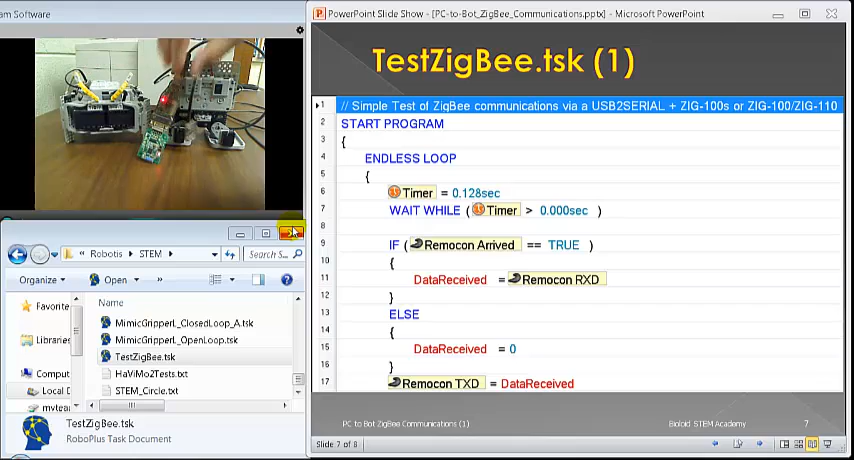 am Software
PowerPoint Slide Show - [PC-to-Bot_ZigBee_Communications.pptx] - Microsoft PowerPoint
TestZigBee.tsk (1)
1 // Simple Test of ZigBee communications via a USB2SERIAL + ZIG-100s or ZIG-100/ZIG-110
2 START PROGRAM
3 {
4 ENDLESS LOOP
5 {
6 Timer = 0.128sec
7 WAIT WHILE ( Timer > 0.000sec )
8
9 IF ( Remocon Arrived == TRUE )
10 {
11 DataReceived = Remocon RXD
12 }
13 ELSE
14 {
15 DataReceived = 0
16 }
17 Remocon TXD = DataReceived
PC to Bot ZigBee Communications (1)
Bioloid STEM Academy
7
Slide 7 of 8
« Robotis STEM
Search S...
Organize
Open
»
Favorite
Libraries
Comput
Local D
mytea
Name
MimicGripperL_ClosedLoop_A.tsk
MimicGripperL_OpenLoop.tsk
TestZigBee.tsk
HaViMo2Tests.txt
STEM_Circle.txt
TestZigBee.tsk
RoboPlus Task Document